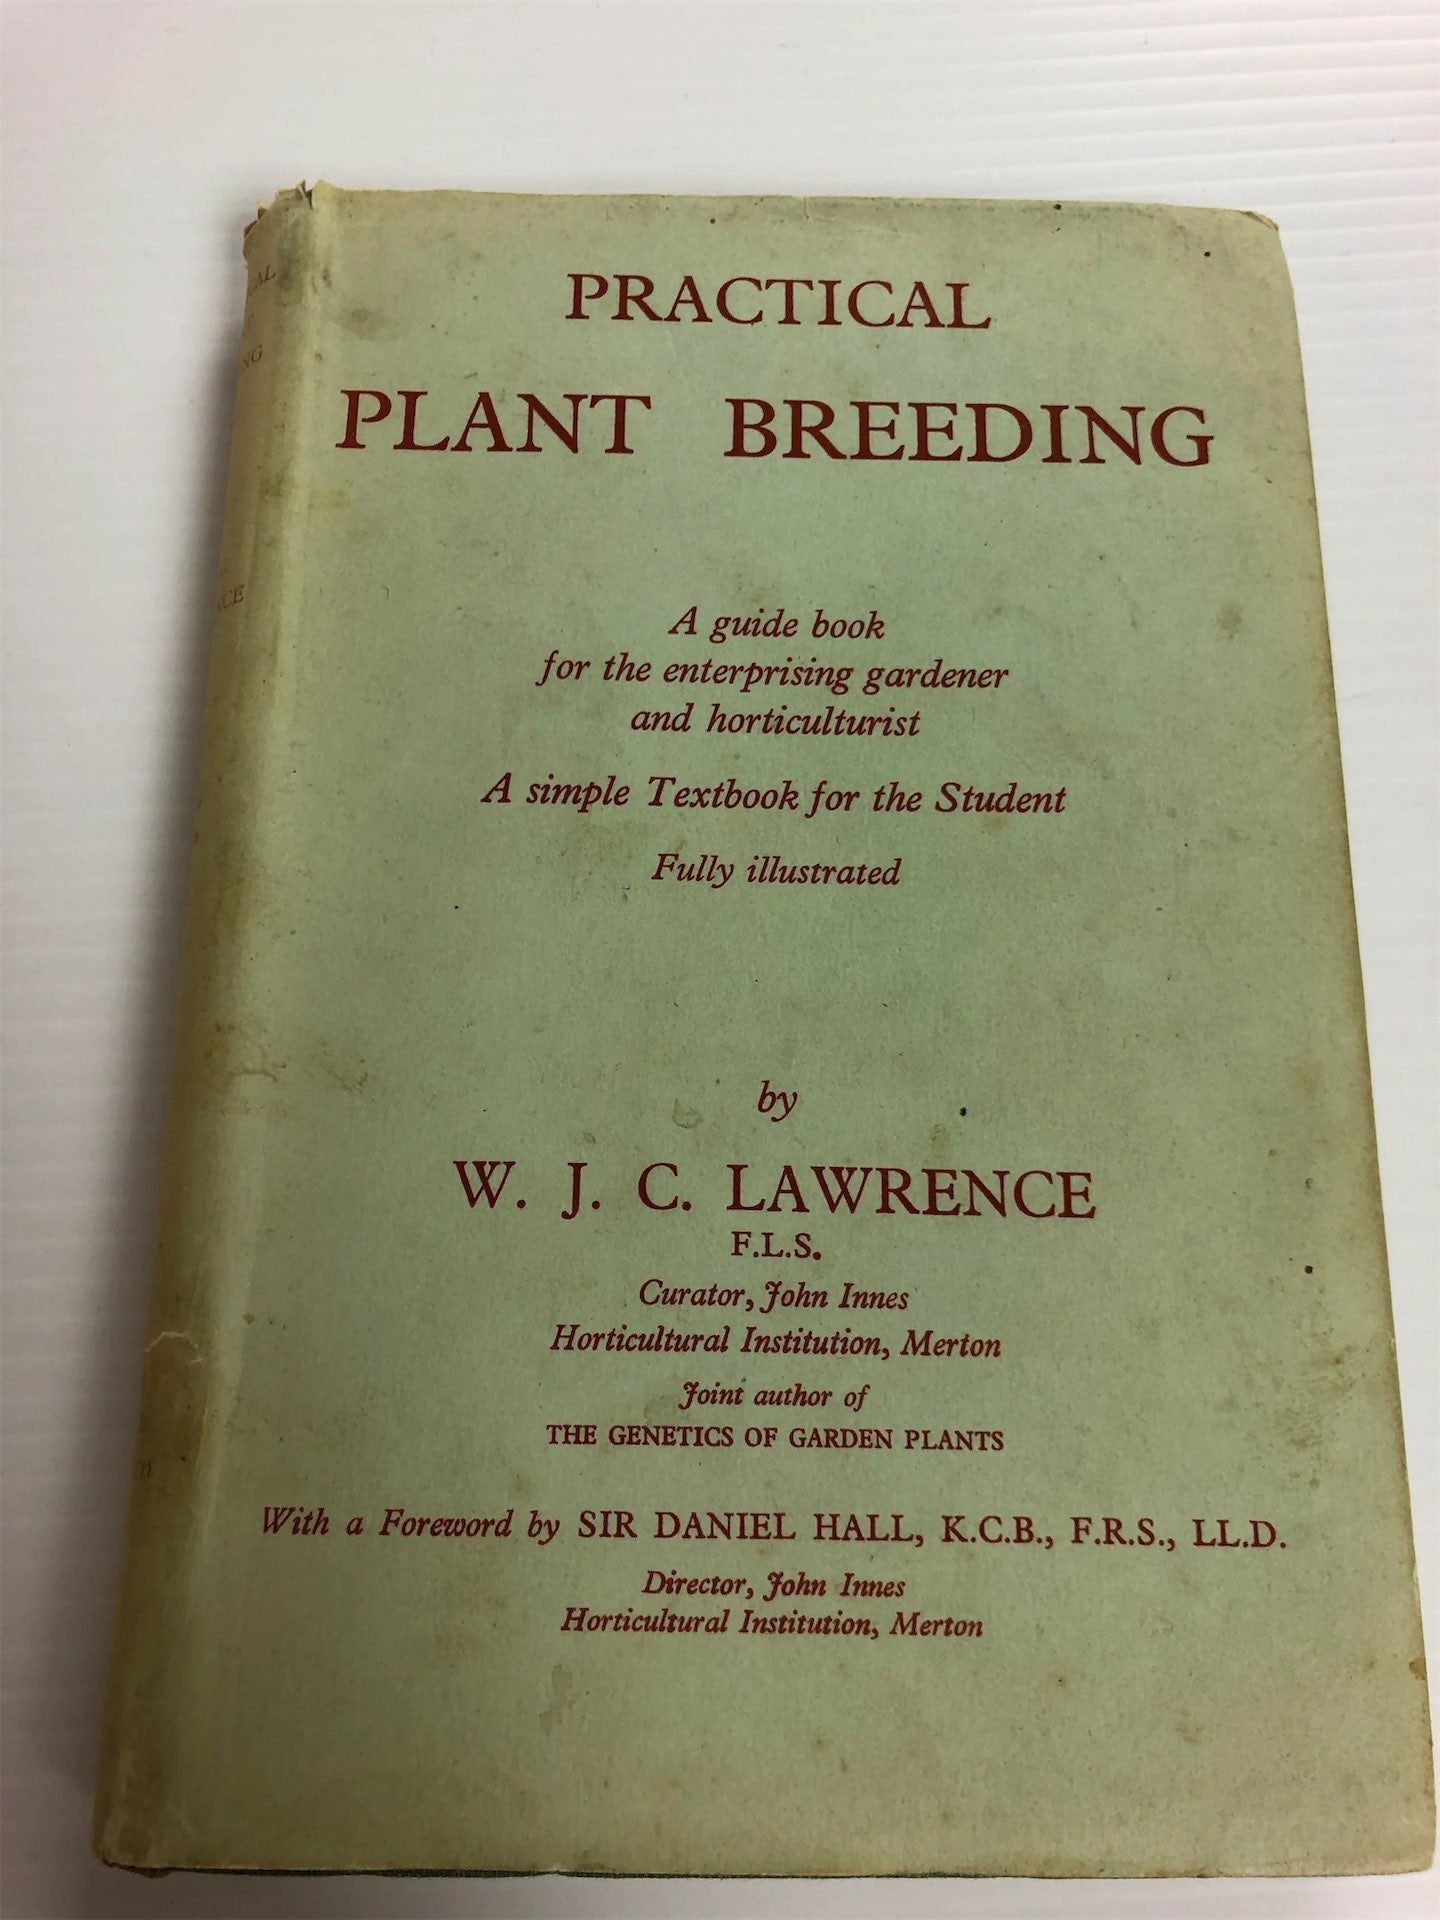 PRACTICAL
PLANT BREEDING
A guide book
for the enterprising gardener
and horticulturist
A simple Textbook for the Student
Fully illustrated
by
W. J. C. LAWRENCE
F.L.S.
Curator, John Innes
Horticultural Institution, Merton
Joint author of
THE GENETICS OF GARDEN PLANTS
With a Foreword by SIR DANIEL HALL, K.C.B., F.R.S., LL.D.
Director, John Innes
Horticultural Institution, Merton